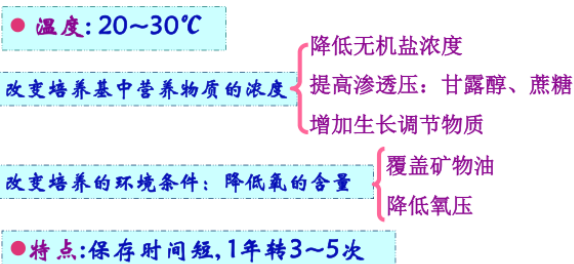 ● 温度: 20～30℃
降低无机盐浓度
改变培养基中营养物质的浓度
提高渗透压：甘露醇、蔗糖
增加生长调节物质
覆盖矿物油
改变培养的环境条件：降低氧的含量
降低氧压
●特点:保存时间短,1年转3～5次